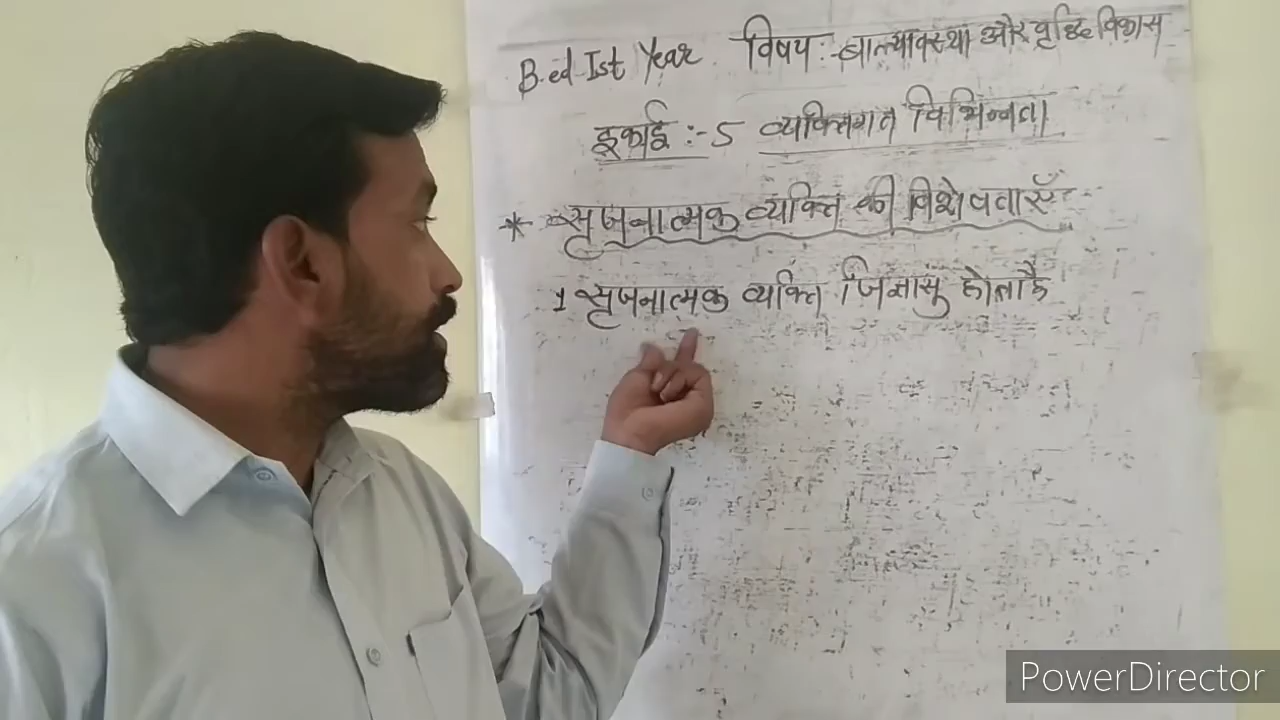 B.ed Ist Year विषय :- बाल्यावस्था और वृद्धि विकास
इकाई :- 5 व्यक्तिगत विभिन्नता
* सृजनात्मक व्यक्ति की विशेषताएँ
1 सृजनात्मक व्यक्ति जिज्ञासु होता है
PowerDirector